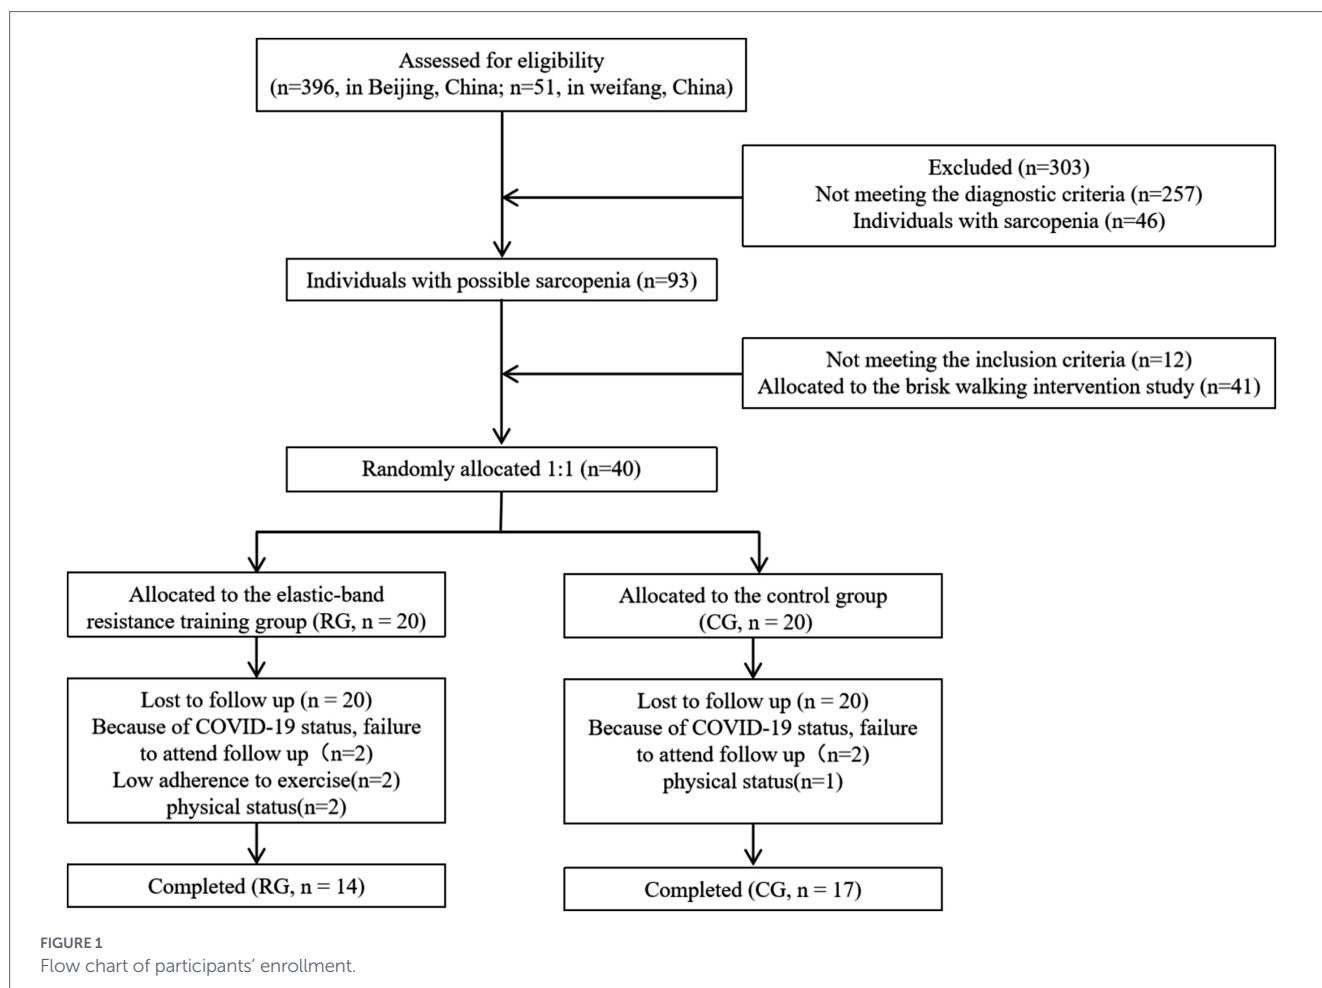 Assessed for eligibility
(n=396, in Beijing, China; n=51, in weifang, China)
Excluded (n=303)
Not meeting the diagnostic criteria (n=257)
Individuals with sarcopenia (n=46)
Individuals with possible sarcopenia (n=93)
Not meeting the inclusion criteria (n=12)
Allocated to the brisk walking intervention study (n=41)
Randomly allocated 1:1 (n=40)
Allocated to the elastic-band
resistance training group (RG, n = 20)
Allocated to the control group
(CG, n = 20)
Lost to follow up (n = 20)
Because of COVID-19 status, failure
to attend follow up（n=2)
Low adherence to exercise(n=2)
physical status(n=2)
Lost to follow up (n = 20)
Because of COVID-19 status, failure
to attend follow up（n=2)
physical status(n=1)
Completed (RG, n = 14)
Completed (CG, n = 17)
FIGURE 1
Flow chart of participants’ enrollment.